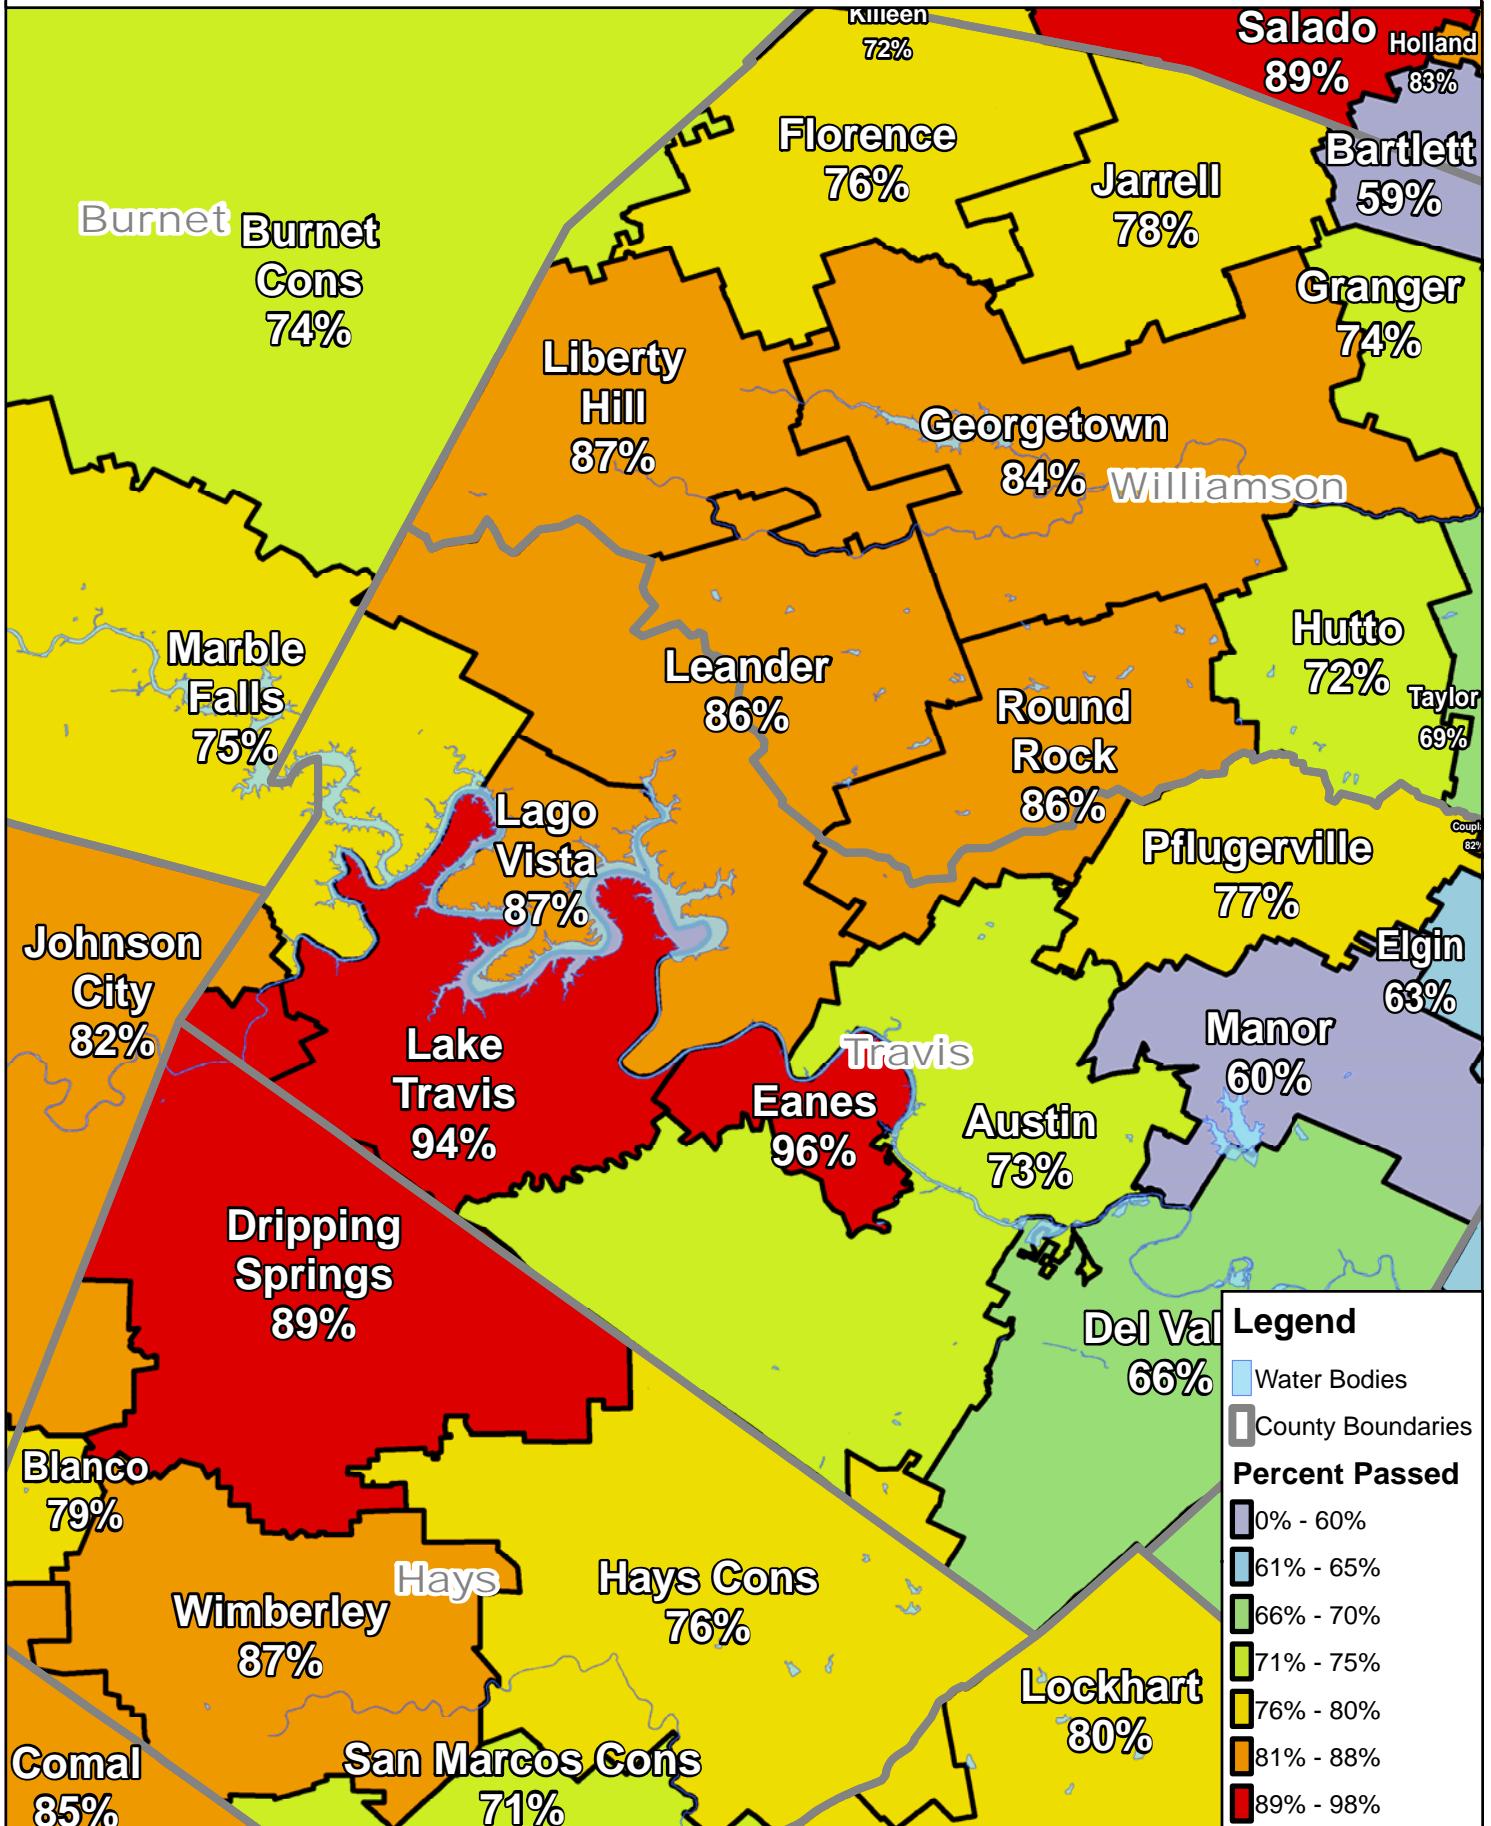 Killeen
72%
Salado
89%
Holland
83%
Florence
76%
Jarrell
78%
Bartlett
59%
Burnet
Burnet
Cons
74%
Granger
74%
Liberty
Hill
87%
Georgetown
84%
Williamson
Marble
Falls
75%
Leander
86%
Round
Rock
86%
Hutto
72%
Taylor
69%
Lago
Vista
87%
Pflugerville
77%
Coupl
82%
Johnson
City
82%
Elgin
63%
Lake
Travis
94%
Travis
Manor
60%
Eanes
96%
Austin
73%
Dripping
Springs
89%
Del Val
66%
Blanco
79%
Hays
Wimberley
87%
Hays Cons
76%
Lockhart
80%
Comal
85%
San Marcos Cons
71%
Legend
Water Bodies
County Boundaries
Percent Passed
0% - 60%
61% - 65%
66% - 70%
71% - 75%
76% - 80%
81% - 88%
89% - 98%